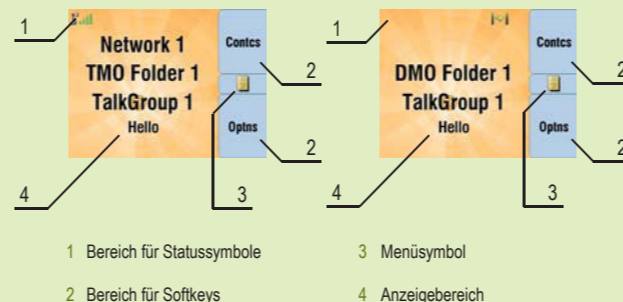 1
Network 1
TMO Folder 1
TalkGroup 1
Hello
Contcs
Optns
2
2
4
3
1
DMO Folder 1
TalkGroup 1
Hello
Contcs
Optns
2
2
4
3
1 Bereich für Statussymbole
2 Bereich für Softkeys
3 Menüsymbol
4 Anzeigebereich